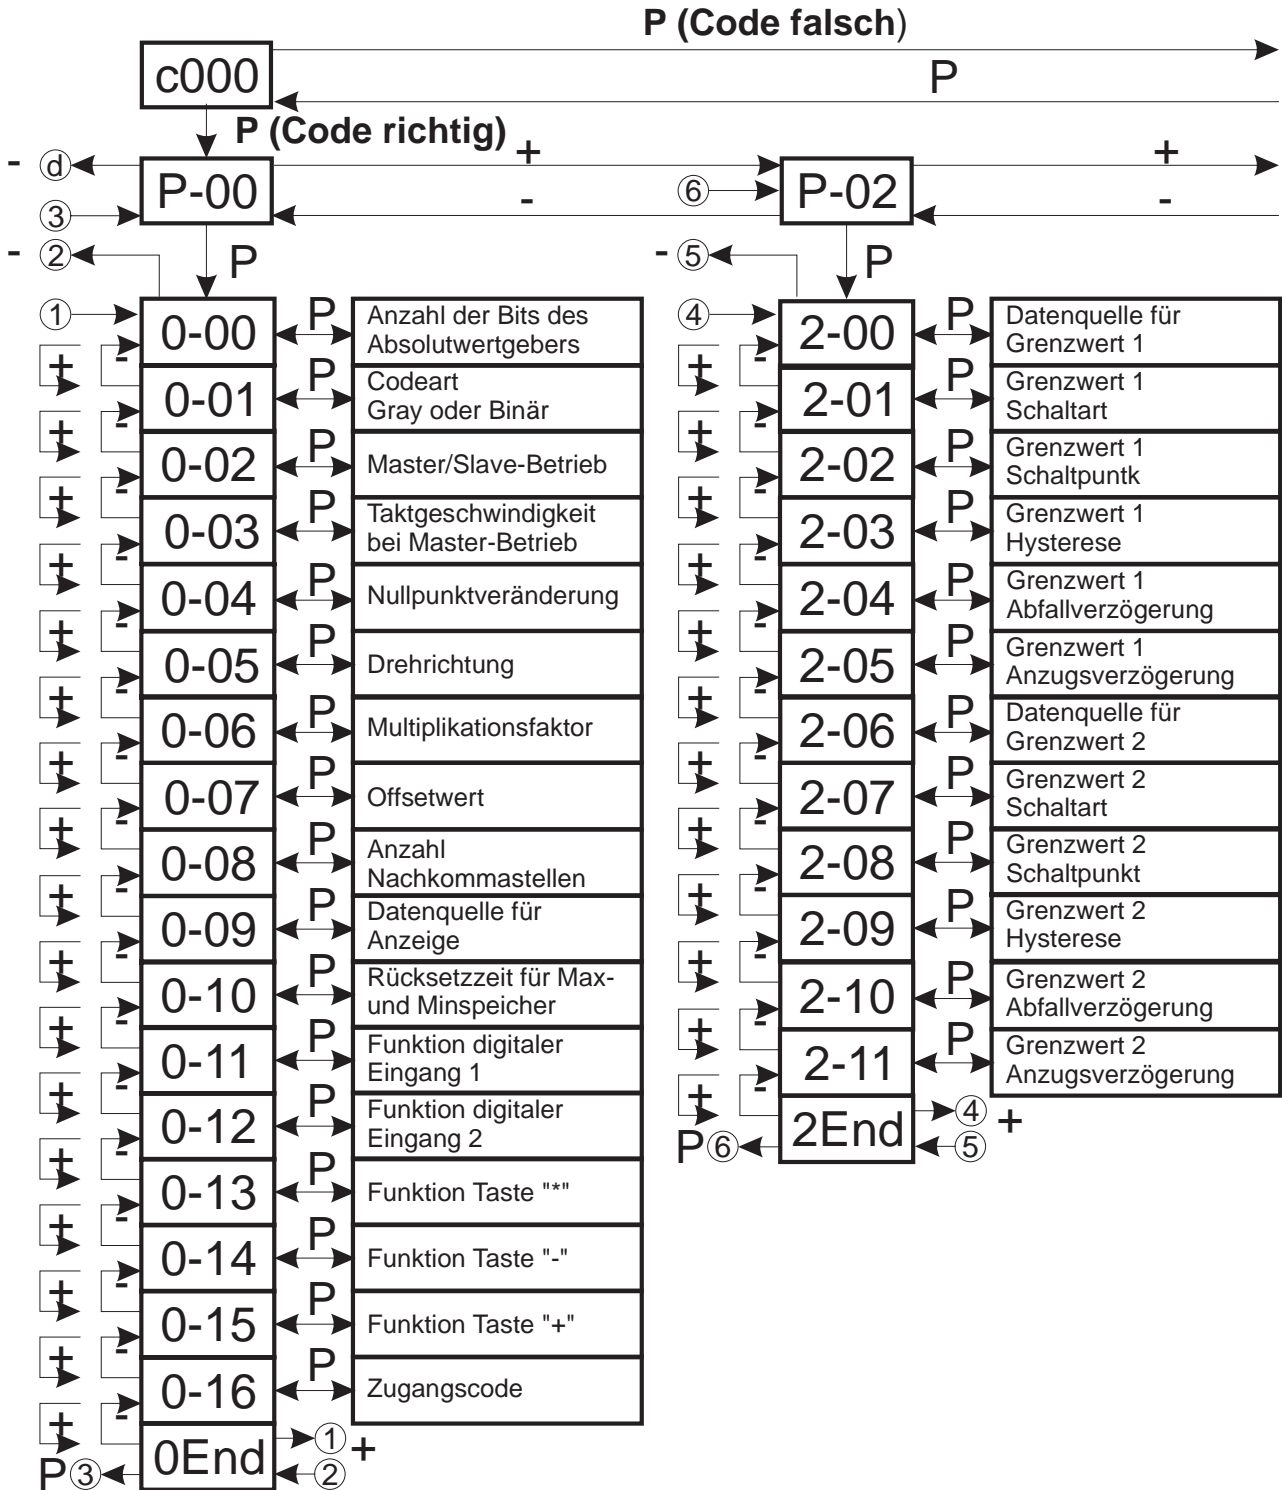 P (Code falsch)
c000
P
P (Code richtig)
- d + +
P-00 6 P-02
3 - -
- 2 P - 5 P
1 0-00 P Anzahl der Bits des Absolutwertgebers
4 2-00 P Datenquelle für Grenzwert 1
+ - 0-01 P Codeart
Gray oder Binär
+ - 2-01 P Grenzwert 1
Schaltart
+ - 0-02 P Master/Slave-Betrieb
+ - 2-02 P Grenzwert 1
Schaltpuntk
+ - 0-03 P Taktgeschwindigkeit
bei Master-Betrieb
+ - 2-03 P Grenzwert 1
Hysterese
+ - 0-04 P Nullpunktveränderung
+ - 2-04 P Grenzwert 1
Abfallverzögerung
+ - 0-05 P Drehrichtung
+ - 2-05 P Grenzwert 1
Anzugsverzögerung
+ - 0-06 P Multiplikationsfaktor
+ - 2-06 P Datenquelle für
Grenzwert 2
+ - 0-07 P Offsetwert
+ - 2-07 P Grenzwert 2
Schaltart
+ - 0-08 P Anzahl
Nachkommastellen
+ - 2-08 P Grenzwert 2
Schaltpunkt
+ - 0-09 P Datenquelle für
Anzeige
+ - 2-09 P Grenzwert 2
Hysterese
+ - 0-10 P Rücksetzzeit für Max-
und Minspeicher
+ - 2-10 P Grenzwert 2
Abfallverzögerung
+ - 0-11 P Funktion digitaler
Eingang 1
+ - 2-11 P Grenzwert 2
Anzugsverzögerung
+ - 0-12 P Funktion digitaler
Eingang 2
+ - 2End 4 +
P 6 5
+ - 0-13 P Funktion Taste "*"
+ - 0-14 P Funktion Taste "-"
+ - 0-15 P Funktion Taste "+"
+ - 0-16 P Zugangscode
+ - 0End 1 +
P 3 2